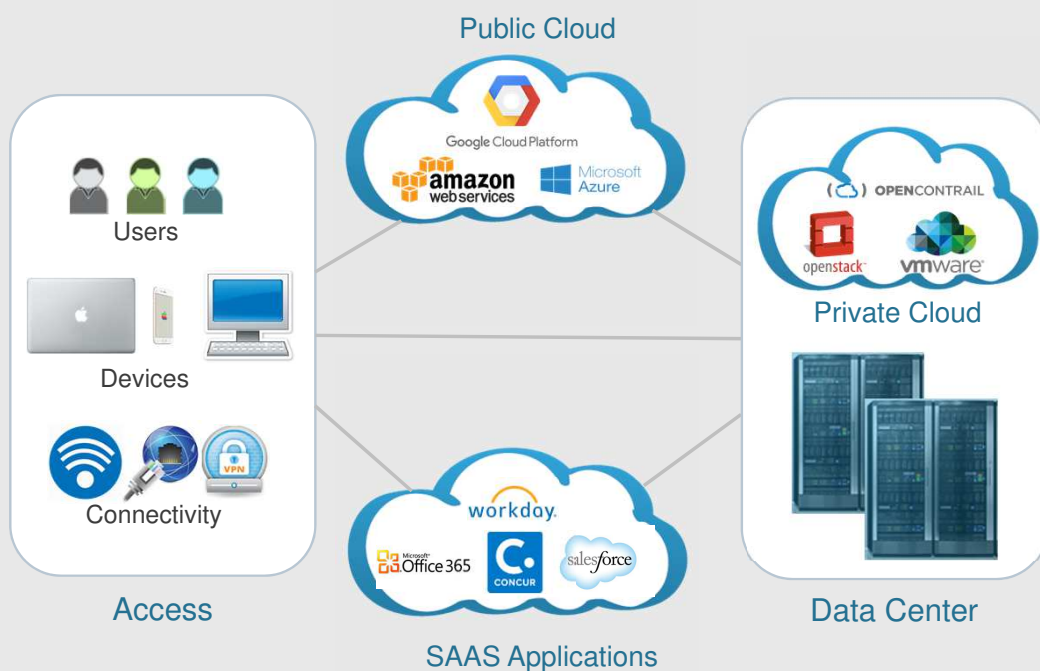 Public Cloud
Google Cloud Platform
amazon
webservices
Microsoft
Azure
Users
Devices
VPN
Connectivity
Access
OPENCONTRAIL
openstack™
vmware®
Private Cloud
Data Center
workday.
Microsoft®
Office 365
C.
CONCUR
salesforce
SAAS Applications